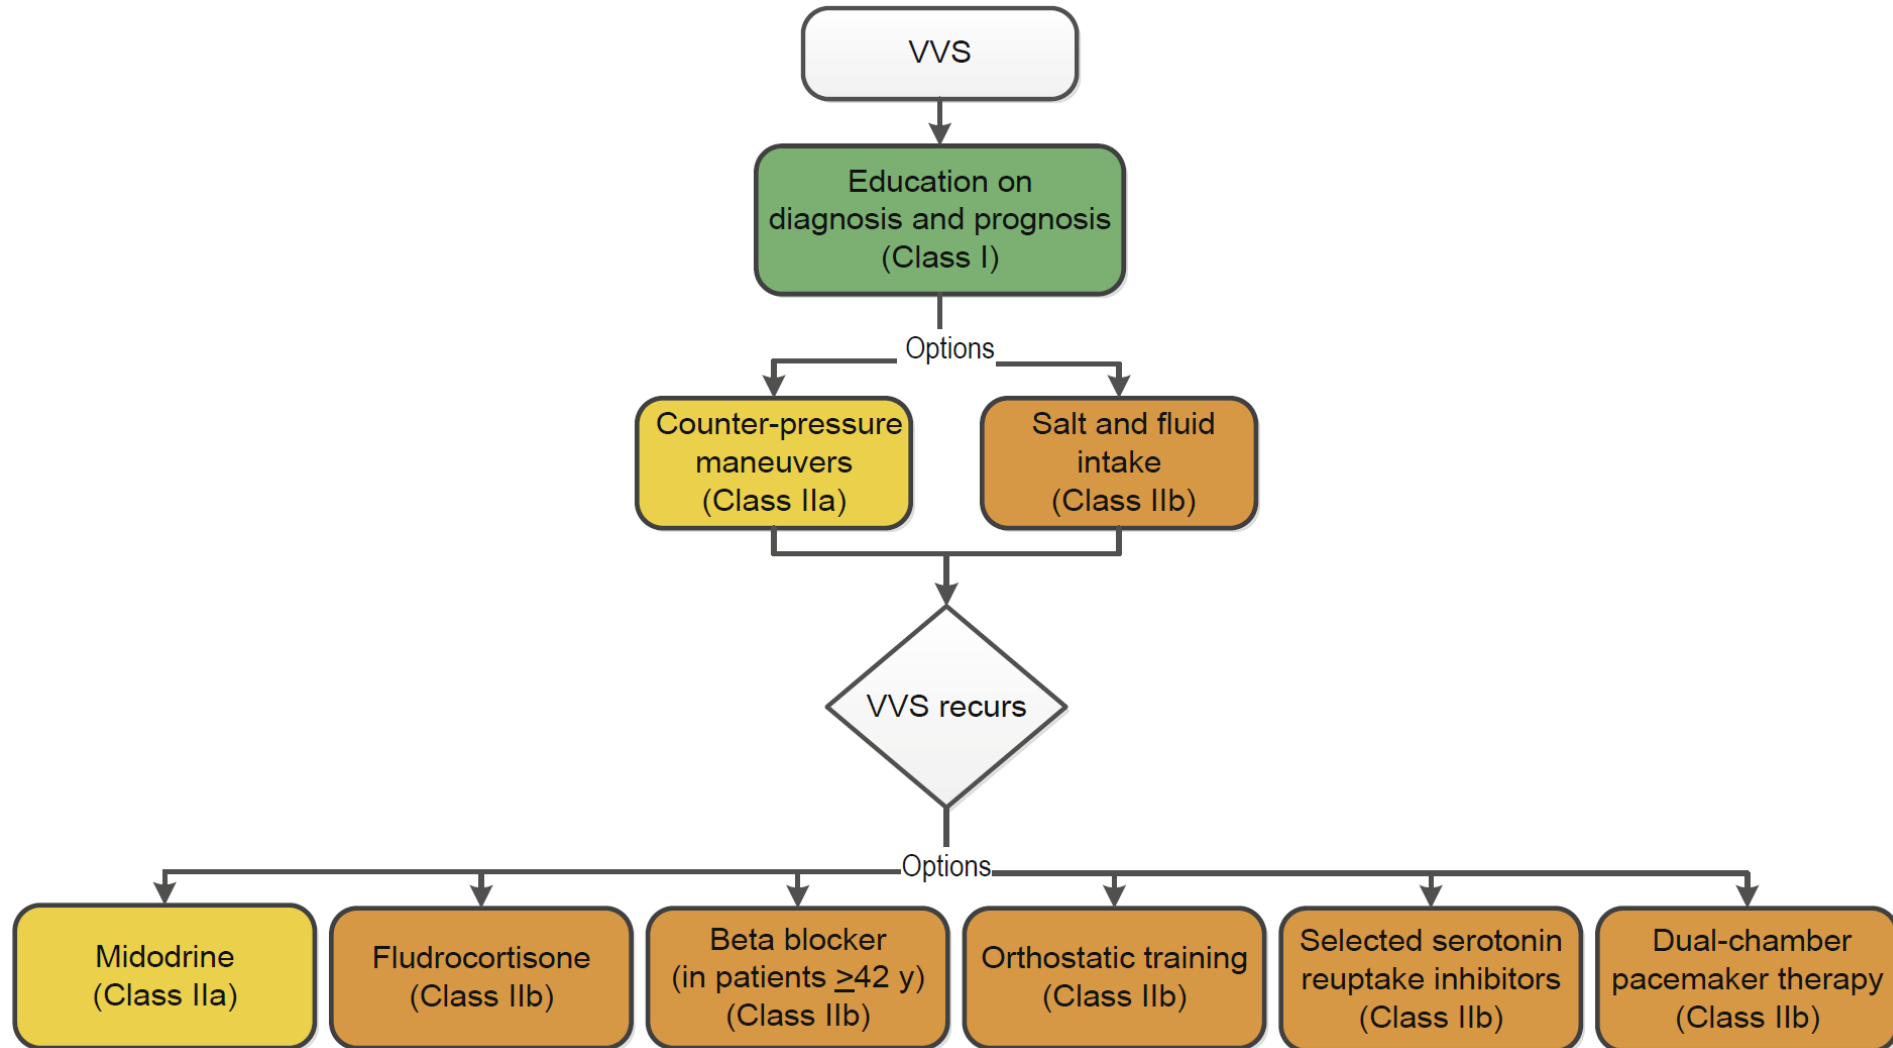 VVS
Education on
diagnosis and prognosis
(Class I)
Options
Counter-pressure
maneuvers
(Class IIa)
Salt and fluid
intake
(Class IIb)
VVS recurs
Options
Midodrine
(Class IIa)
Fludrocortisone
(Class IIb)
Beta blocker
(in patients ≥42 y)
(Class IIb)
Orthostatic training
(Class IIb)
Selected serotonin
reuptake inhibitors
(Class IIb)
Dual-chamber
pacemaker therapy
(Class IIb)